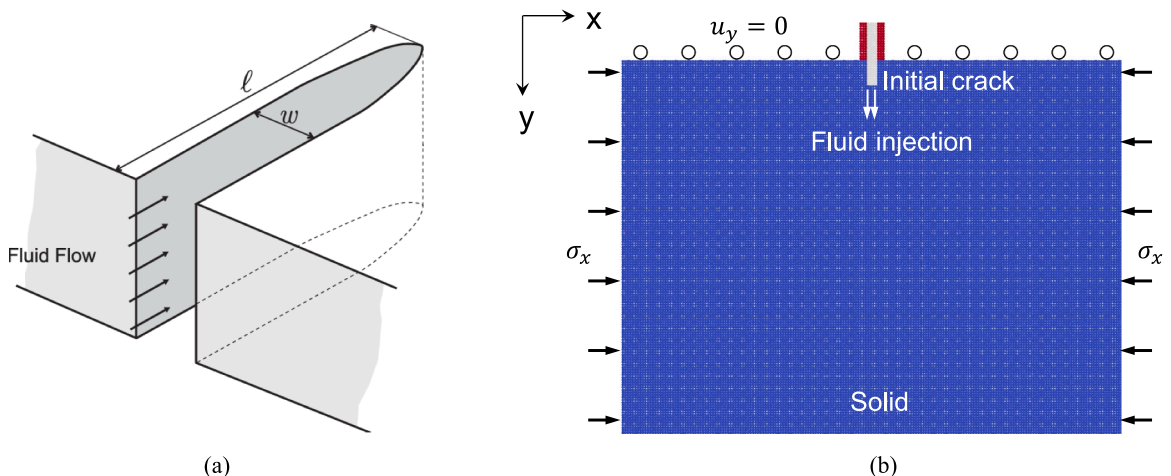 ℓ
w
Fluid Flow
(a)
x
y
u_y = 0
Initial crack
Fluid injection
σ_x
σ_x
Solid
(b)